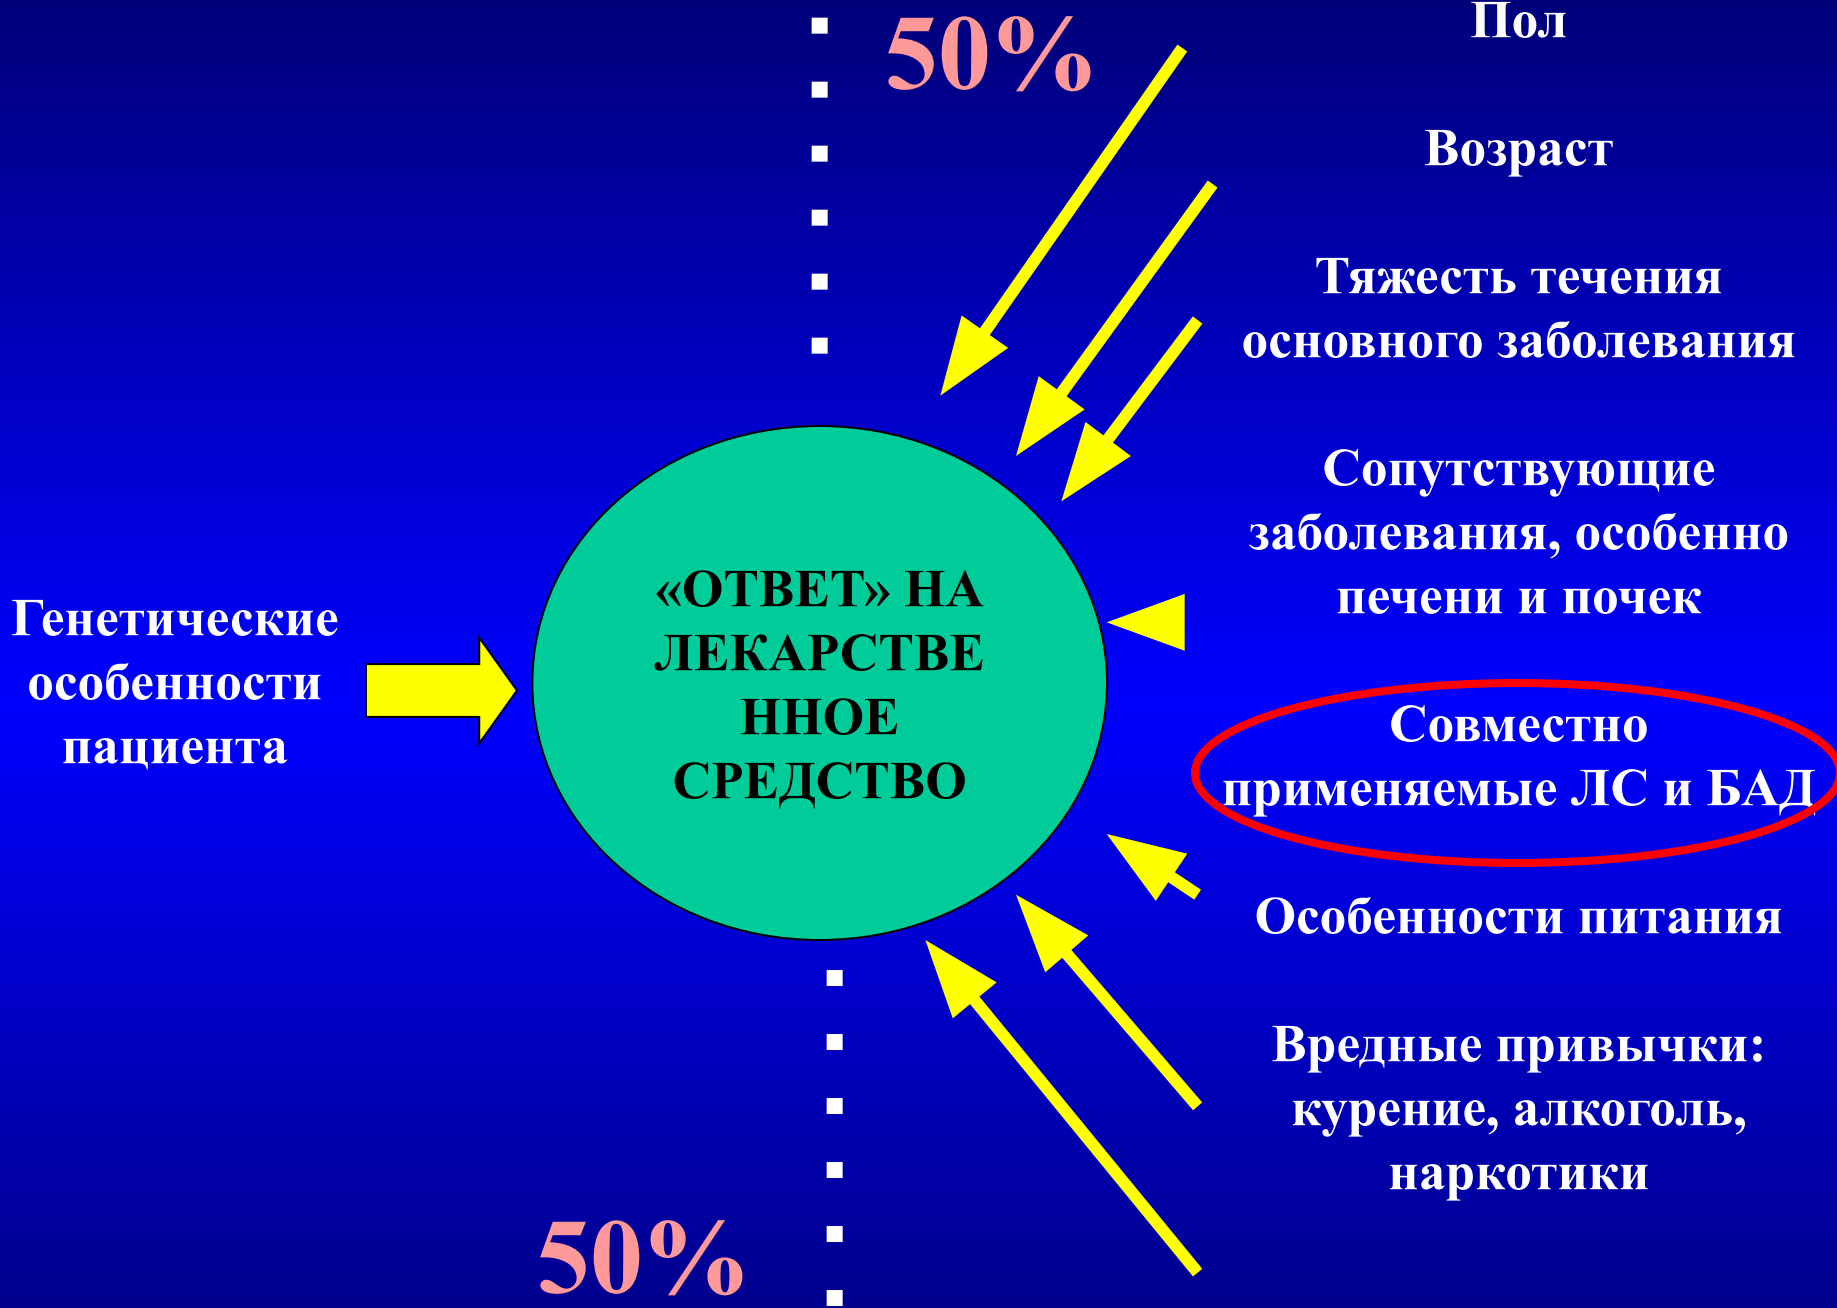 50%
Пол
Возраст
Тяжесть течения
основного заболевания
Сопутствующие
заболевания, особенно
печени и почек
Генетические
особенности
пациента
«ОТВЕТ» НА
ЛЕКАРСТВЕ
ННОЕ
СРЕДСТВО
Совместно
применяемые ЛС и БАД
Особенности питания
Вредные привычки:
курение, алкоголь,
наркотики
50%